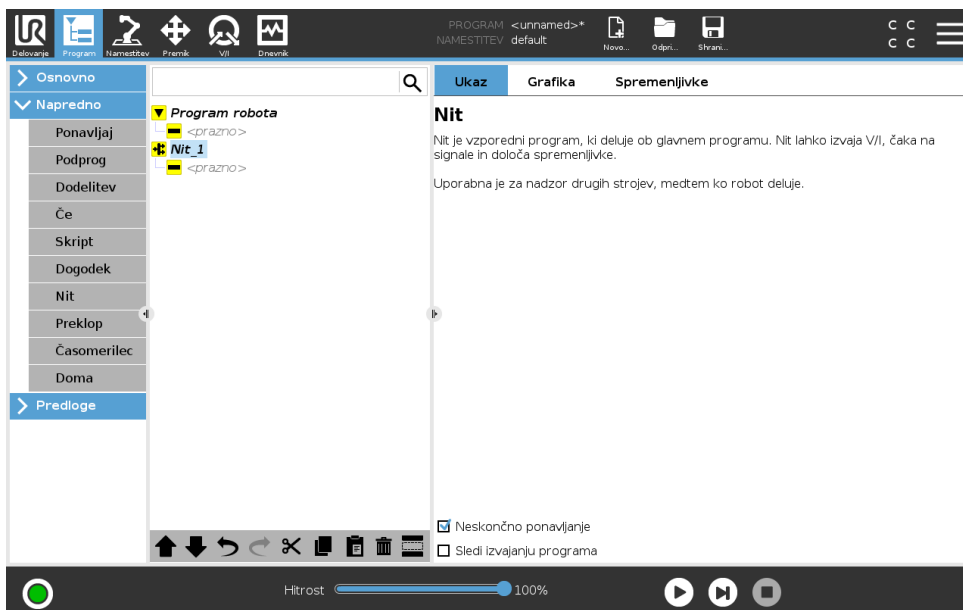 UR
Delovanje
Program
Namestitev
Premik
V/I
Dnevnik
PROGRAM <unnamed>*
NAMESTITEV default
Novo...
Odpri...
Shrani...
C C
C C
Osnovno
Napredno
Ponavljaj
Podprog
Dodelitev
Če
Skript
Dogodek
Nit
Preklop
Časomerilec
Doma
Predloge
Program robota
<prazno>
Nit_1
<prazno>
Ukaz
Grafika
Spremenljivke
Nit
Nit je vzporedni program, ki deluje ob glavnem programu. Nit lahko izvaja V/I, čaka na
signale in določa spremenljivke.
Uporabna je za nadzor drugih strojev, medtem ko robot deluje.
Neskončno ponavljanje
Sledi izvajanju programa
Hitrost
100%